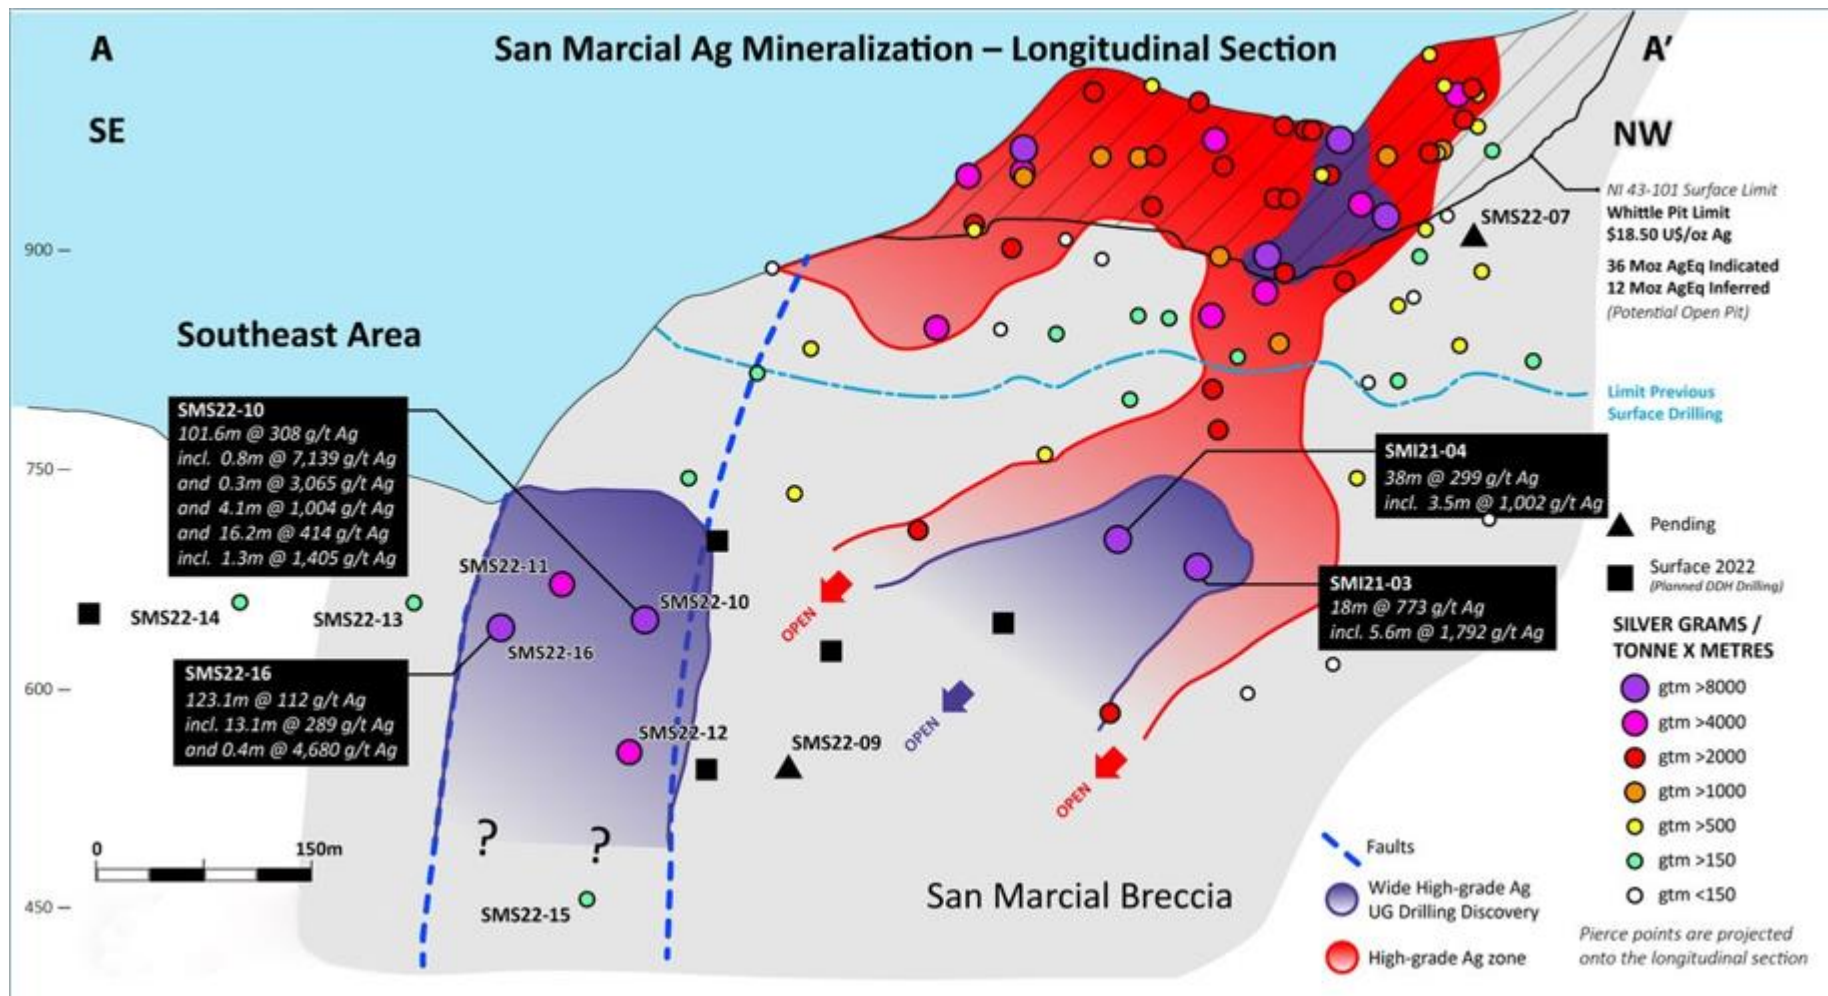 A
San Marcial Ag Mineralization – Longitudinal Section
A’
SE
NW
NI 43-101 Surface Limit
Whittle Pit Limit
$18.50 U$/oz Ag
36 Moz AgEq Indicated
12 Moz AgEq Inferred
(Potential Open Pit)
SMS22-07
900
Southeast Area
Limit Previous
Surface Drilling
SMS22-10
101.6m @ 308 g/t Ag
incl. 0.8m @ 7,139 g/t Ag
and 0.3m @ 3,065 g/t Ag
and 4.1m @ 1,004 g/t Ag
and 16.2m @ 414 g/t Ag
incl. 1.3m @ 1,405 g/t Ag
750
SMI21-04
38m @ 299 g/t Ag
incl. 3.5m @ 1,002 g/t Ag
SMS22-11
SMS22-10
SMS22-14
SMS22-13
SMS22-16
OPEN
SMI21-03
18m @ 773 g/t Ag
incl. 5.6m @ 1,792 g/t Ag
SMS22-16
123.1m @ 112 g/t Ag
incl. 13.1m @ 289 g/t Ag
and 0.4m @ 4,680 g/t Ag
600
SMS22-12
SMS22-09
OPEN
OPEN
? ?
0 150m
450
SMS22-15
San Marcial Breccia
Pending
Surface 2022
(Planned DDH Drilling)
SILVER GRAMS /
TONNE X METRES
gtm >8000
gtm >4000
gtm >2000
gtm >1000
gtm >500
gtm >150
gtm <150
Faults
Wide High-grade Ag
UG Drilling Discovery
High-grade Ag zone
Pierce points are projected
onto the longitudinal section